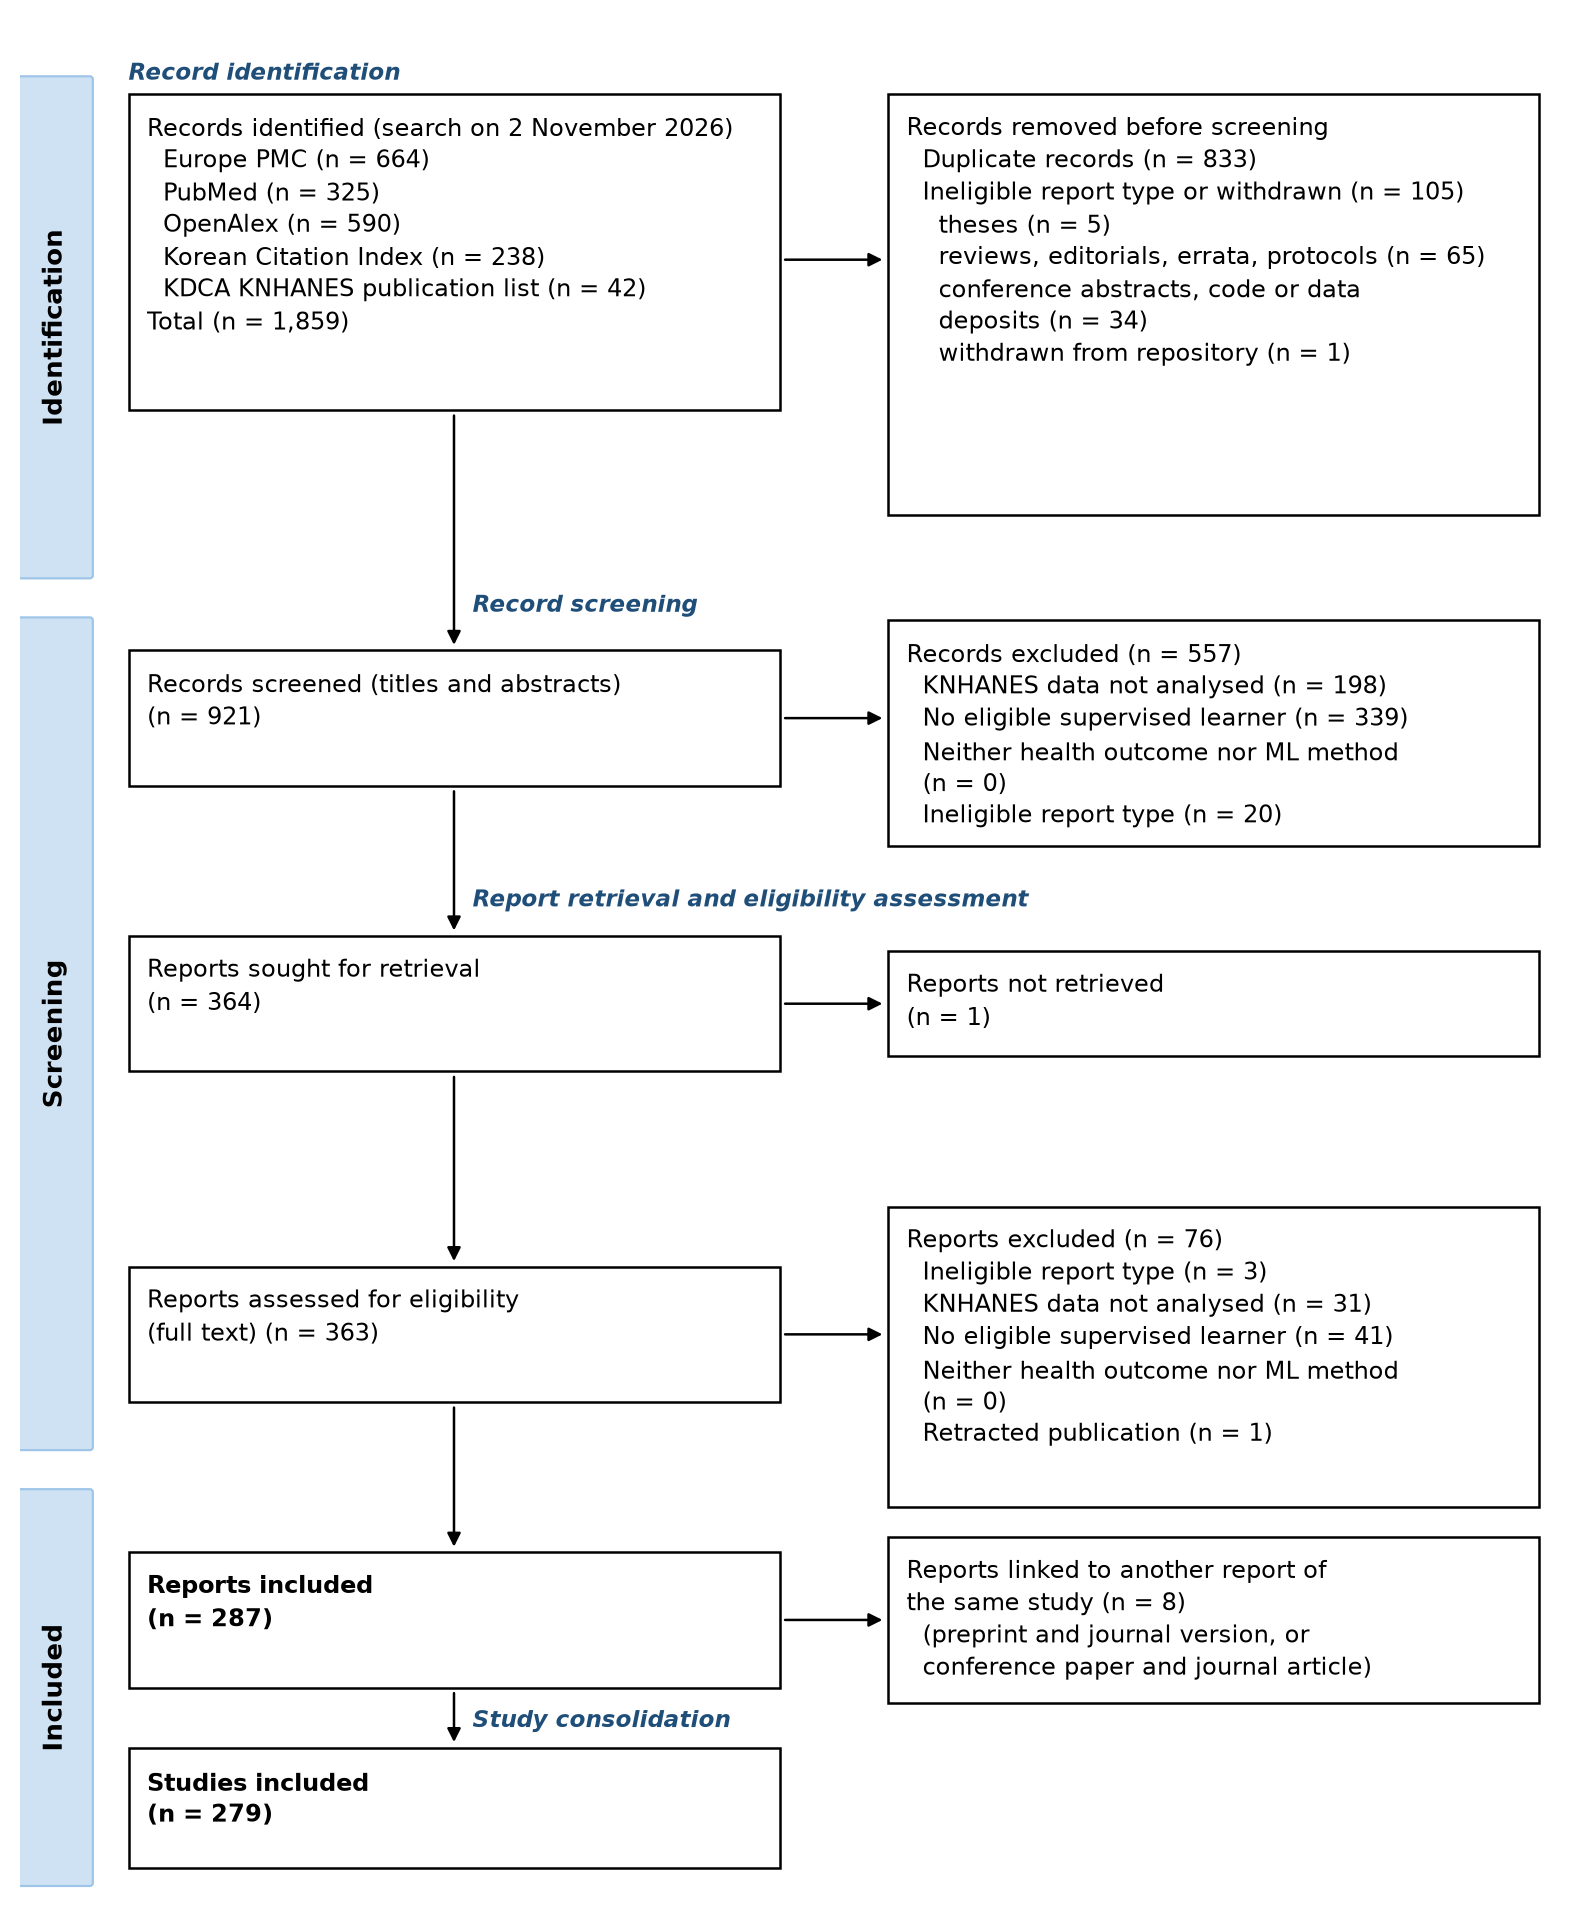 Record identification
Identification
Records identified (search on 2 November 2026)
Europe PMC (n = 664)
PubMed (n = 325)
OpenAlex (n = 590)
Korean Citation Index (n = 238)
KDCA KNHANES publication list (n = 42)
Total (n = 1,859)
Records removed before screening
Duplicate records (n = 833)
Ineligible report type or withdrawn (n = 105)
theses (n = 5)
reviews, editorials, errata, protocols (n = 65)
conference abstracts, code or data
deposits (n = 34)
withdrawn from repository (n = 1)
Record screening
Screening
Records screened (titles and abstracts)
(n = 921)
Records excluded (n = 557)
KNHANES data not analysed (n = 198)
No eligible supervised learner (n = 339)
Neither health outcome nor ML method
(n = 0)
Ineligible report type (n = 20)
Report retrieval and eligibility assessment
Reports sought for retrieval
(n = 364)
Reports not retrieved
(n = 1)
Reports assessed for eligibility
(full text) (n = 363)
Reports excluded (n = 76)
Ineligible report type (n = 3)
KNHANES data not analysed (n = 31)
No eligible supervised learner (n = 41)
Neither health outcome nor ML method
(n = 0)
Retracted publication (n = 1)
Included
Reports included
(n = 287)
Reports linked to another report of
the same study (n = 8)
(preprint and journal version, or
conference paper and journal article)
Study consolidation
Studies included
(n = 279)